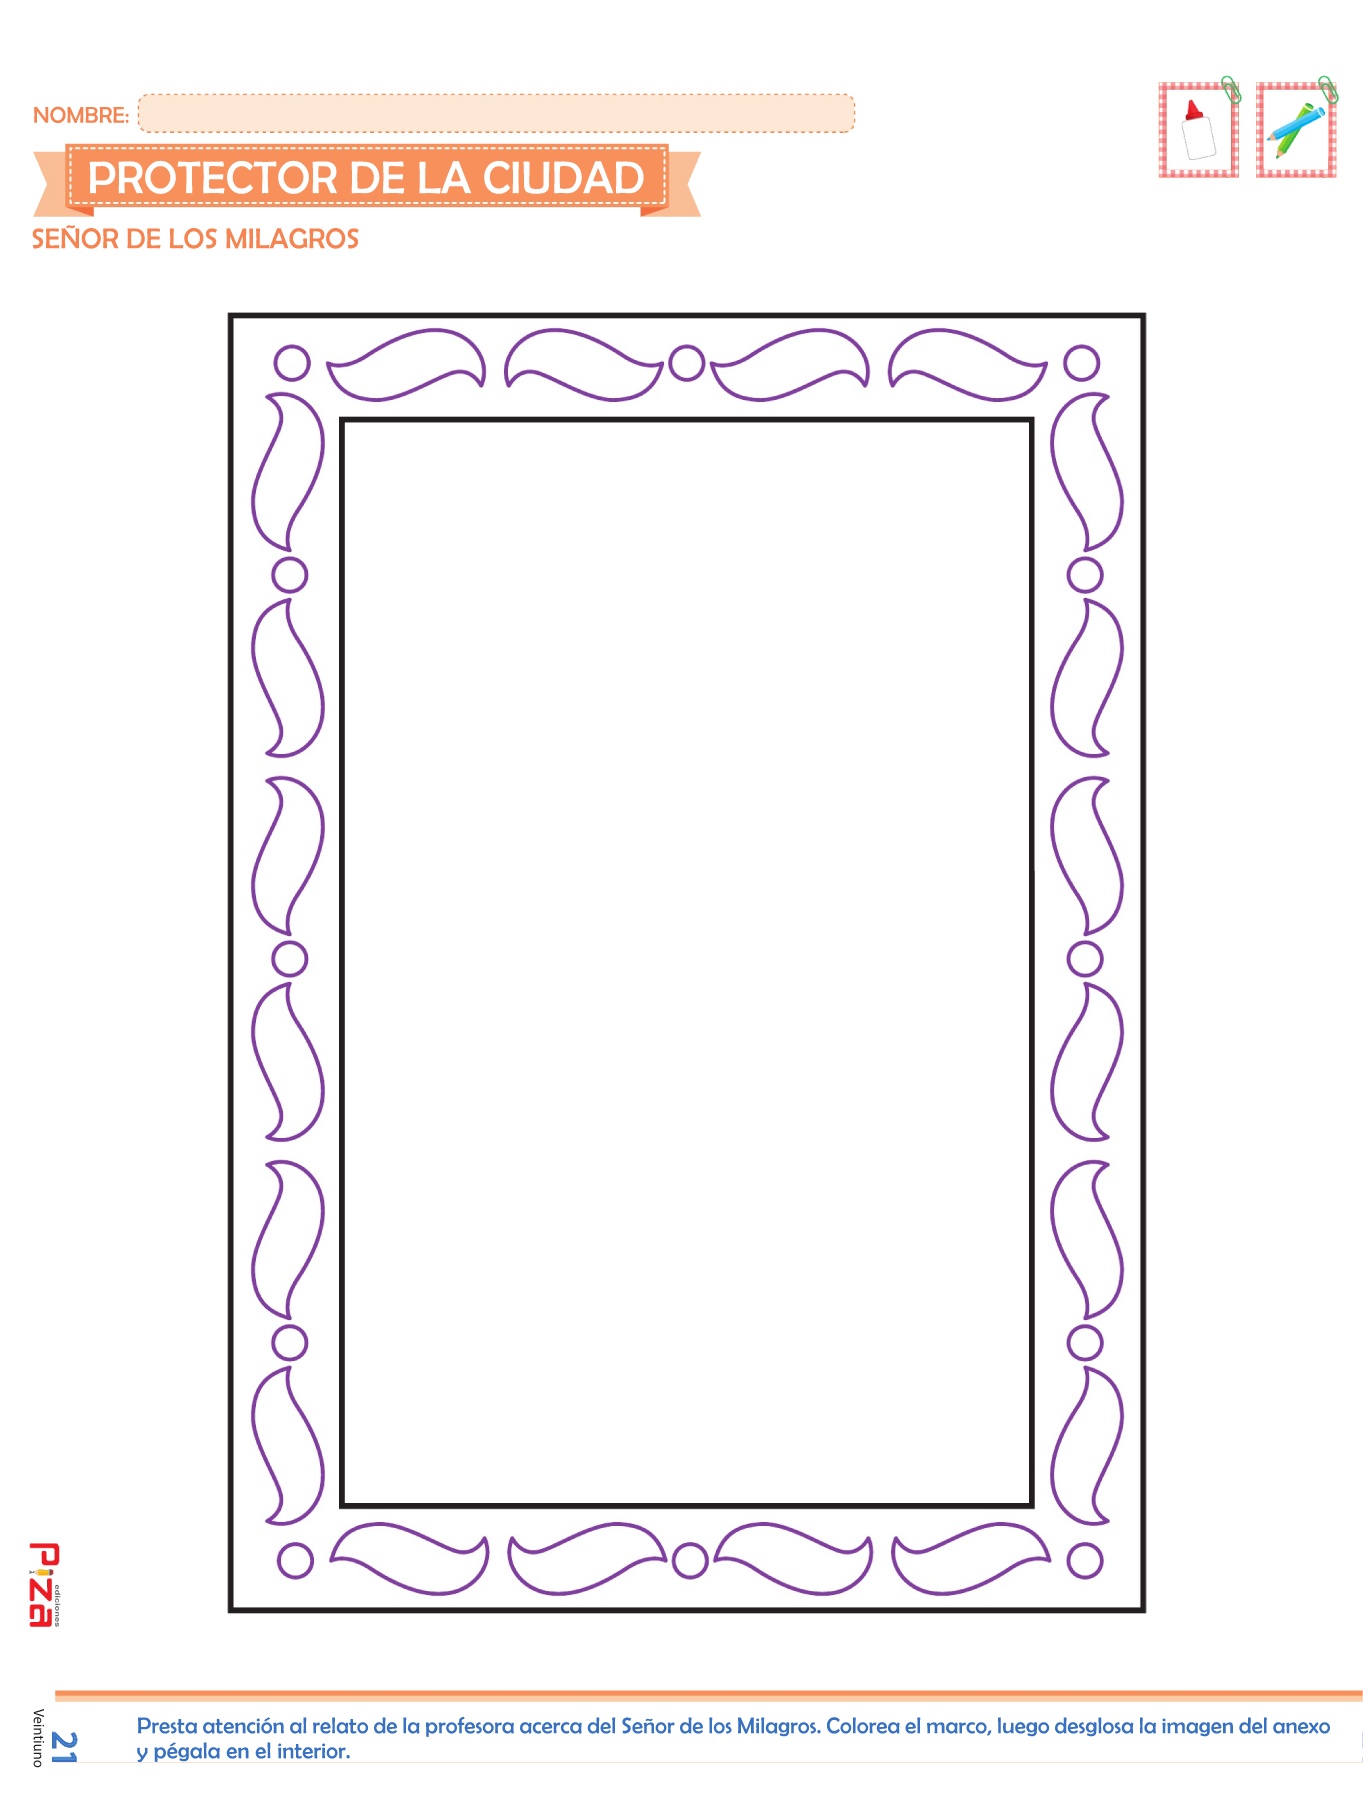 NOMBRE:
PROTECTOR DE LA CIUDAD
SEÑOR DE LOS MILAGROS
Piza
ediciones
21
Veintiuno
Presta atención al relato de la profesora acerca del Señor de los Milagros. Colorea el marco, luego desglosa la imagen del anexo
y pégala en el interior.